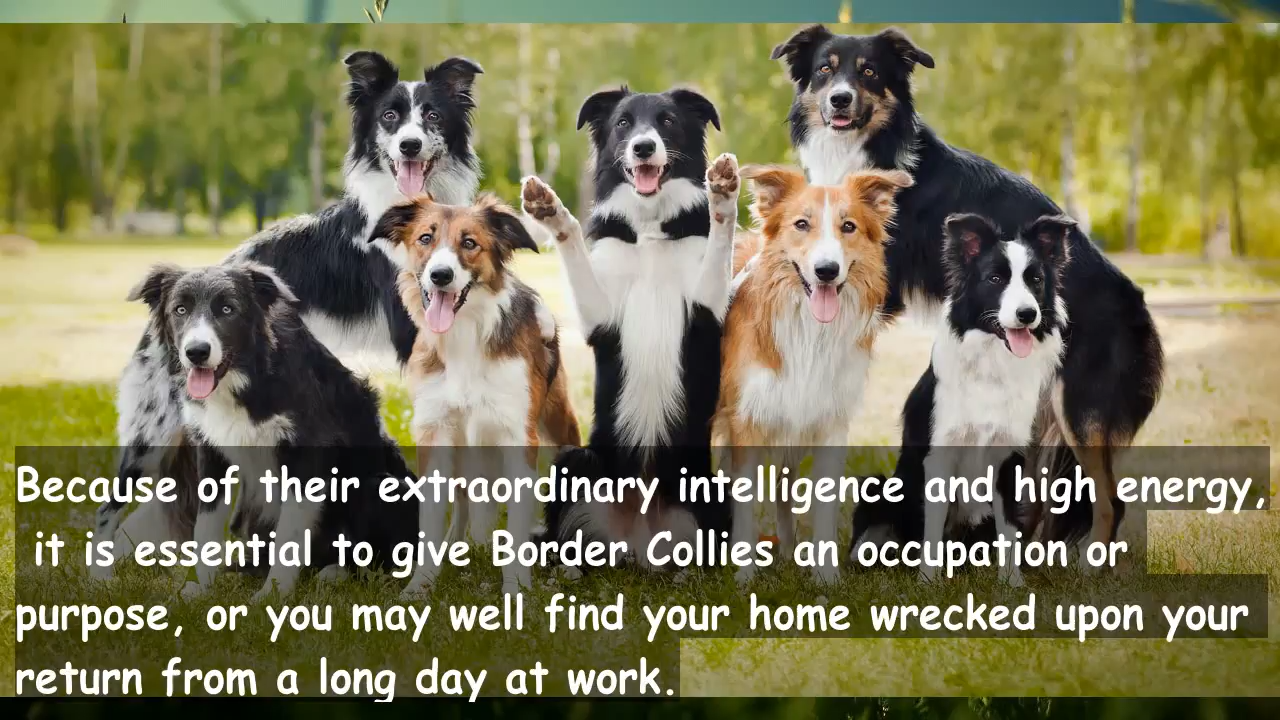 Because of their extraordinary intelligence and high energy,
it is essential to give Border Collies an occupation or
purpose, or you may well find your home wrecked upon your
return from a long day at work.